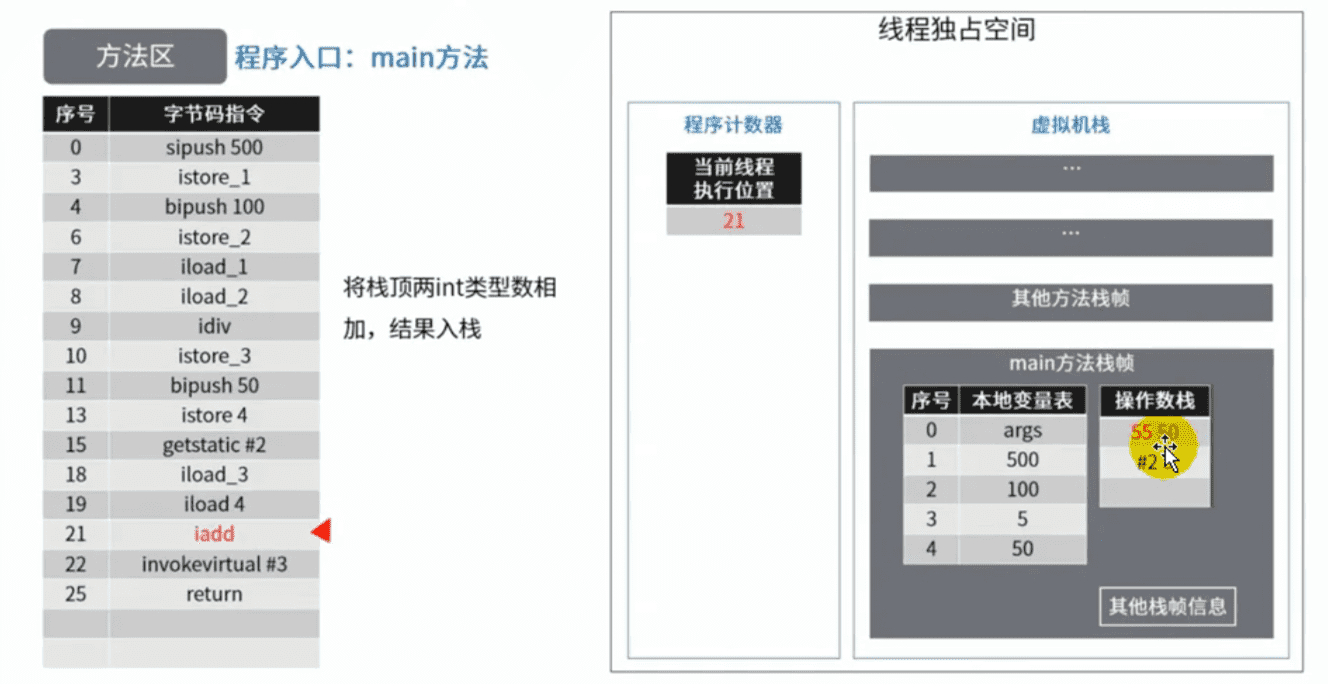 方法区 程序入口：main方法
序号 字节码指令
0 sipush 500
3 istore_1
4 bipush 100
6 istore_2
7 iload_1
8 iload_2
9 idiv
10 istore_3
11 bipush 50
13 istore 4
15 getstatic #2
18 iload_3
19 iload 4
21 iadd
22 invokevirtual #3
25 return
将栈顶两int类型数相
加，结果入栈
线程独占空间
程序计数器
当前线程
执行位置
21
虚拟机栈
...
...
其他方法栈帧
main方法栈帧
序号 本地变量表
0 args
1 500
2 100
3 5
4 50
操作数栈
55 50
#2
其他栈帧信息